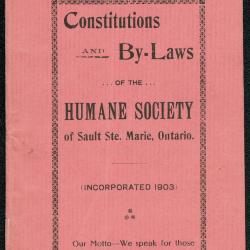 Constitutions
AND By-Laws
... OF THE ...
HUMANE SOCIETY
of Sault Ste. Marie, Ontario.
(INCORPORATED 1903)
Our Motto—We speak for those